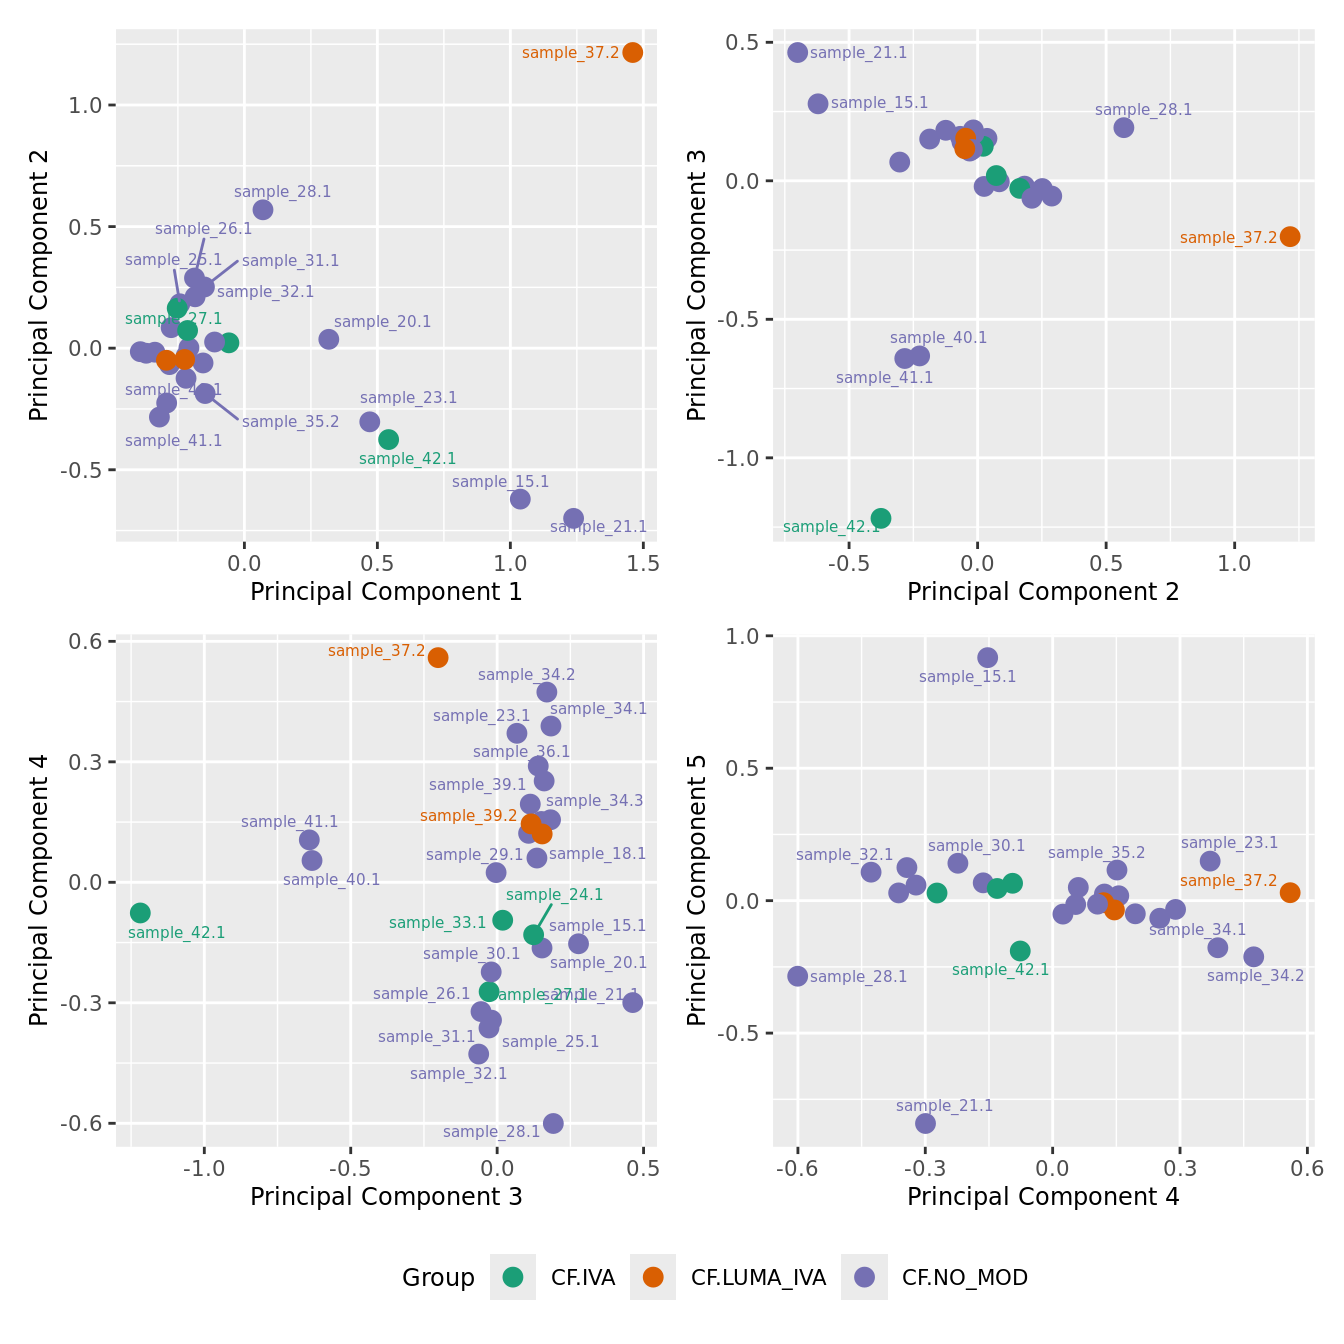 sample_37.2
sample_28.1
sample_26.1
sample_25.1
sample_31.1
sample_32.1
sample_27.1
sample_20.1
sample_23.1
sample_35.2
sample_41.1
sample_42.1
sample_15.1
sample_21.1
1.0
0.5
0.0
-0.5
Principal Component 2
0.0
0.5
1.0
1.5
Principal Component 1
sample_21.1
sample_15.1
sample_28.1
sample_37.2
sample_40.1
sample_41.1
sample_42.1
0.5
0.0
-0.5
-1.0
Principal Component 3
-0.5
0.0
0.5
1.0
Principal Component 2
sample_37.2
sample_34.2
sample_34.1
sample_23.1
sample_36.1
sample_39.1
sample_34.3
sample_39.2
sample_41.1
sample_29.1
sample_18.1
sample_40.1
sample_24.1
sample_33.1
sample_15.1
sample_42.1
sample_30.1
sample_20.1
sample_26.1
sample_27.1
sample_21.1
sample_31.1
sample_25.1
sample_32.1
sample_28.1
0.6
0.3
0.0
-0.3
-0.6
Principal Component 4
-1.0
-0.5
0.0
0.5
Principal Component 3
sample_15.1
sample_32.1
sample_30.1
sample_35.2
sample_23.1
sample_37.2
sample_34.1
sample_42.1
sample_28.1
sample_34.2
sample_21.1
1.0
0.5
0.0
-0.5
Principal Component 5
-0.6
-0.3
0.0
0.3
0.6
Principal Component 4
Group
CF.IVA
CF.LUMA_IVA
CF.NO_MOD